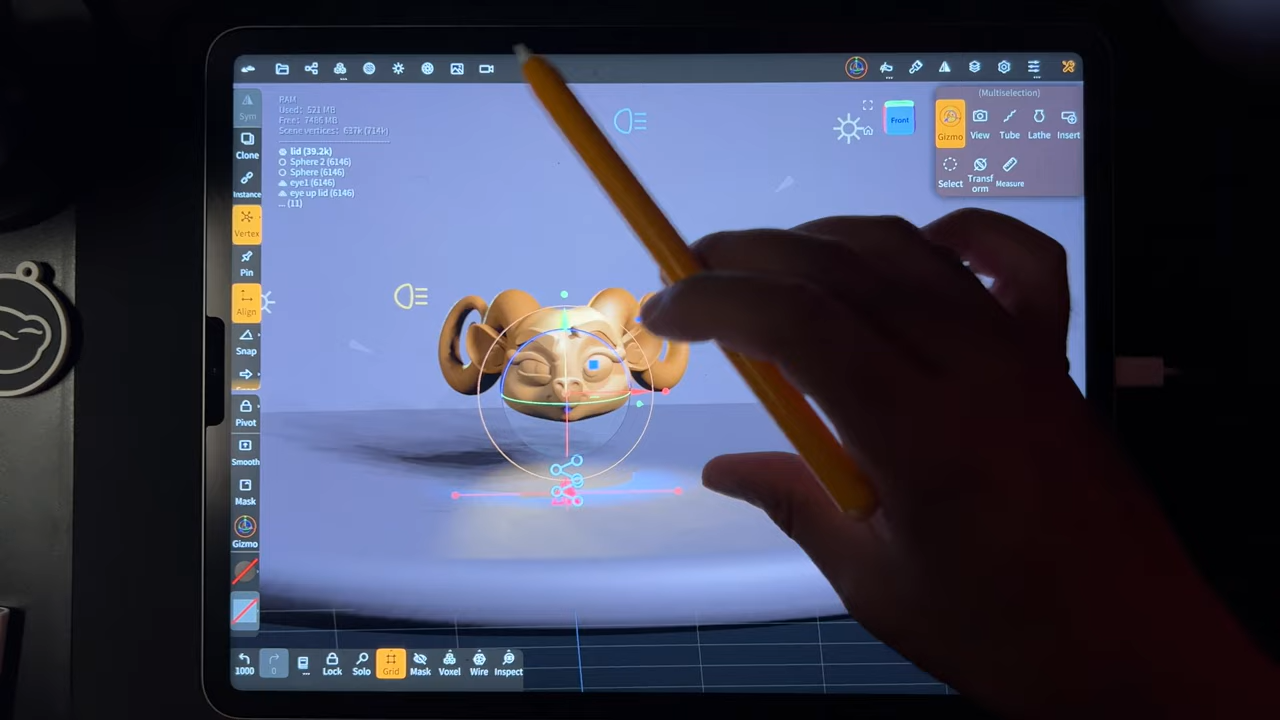 (Multiselection)
RAM
Used: 521 MB
Free: 7486 MB
Scene vertices: 637k (714k)
lid (39.2k)
Sphere 2 (6146)
Sphere (6146)
eye1 (6146)
eye up lid (6146)
... (11)
Front
Gizmo
View
Tube
Lathe
Insert
Select
Transf
orm
Measure
Sym
Clone
Instance
Vertex
Pin
Align
Snap
Pivot
Smooth
Mask
Gizmo
1000
0
...
Lock
Solo
Grid
Mask
Voxel
Wire
Inspect